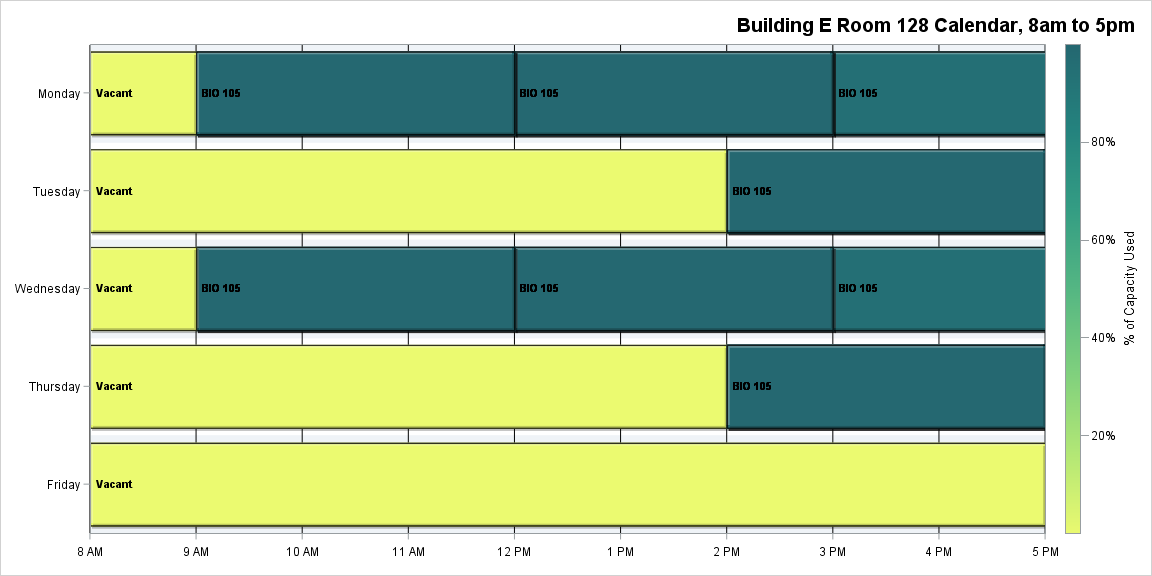 Building E Room 128 Calendar, 8am to 5pm
Monday Vacant BIO 105 BIO 105 BIO 105
80%
Tuesday Vacant BIO 105
60%
% of Capacity Used
Wednesday Vacant BIO 105 BIO 105 BIO 105
40%
Thursday Vacant BIO 105
20%
Friday Vacant
8 AM 9 AM 10 AM 11 AM 12 PM 1 PM 2 PM 3 PM 4 PM 5 PM